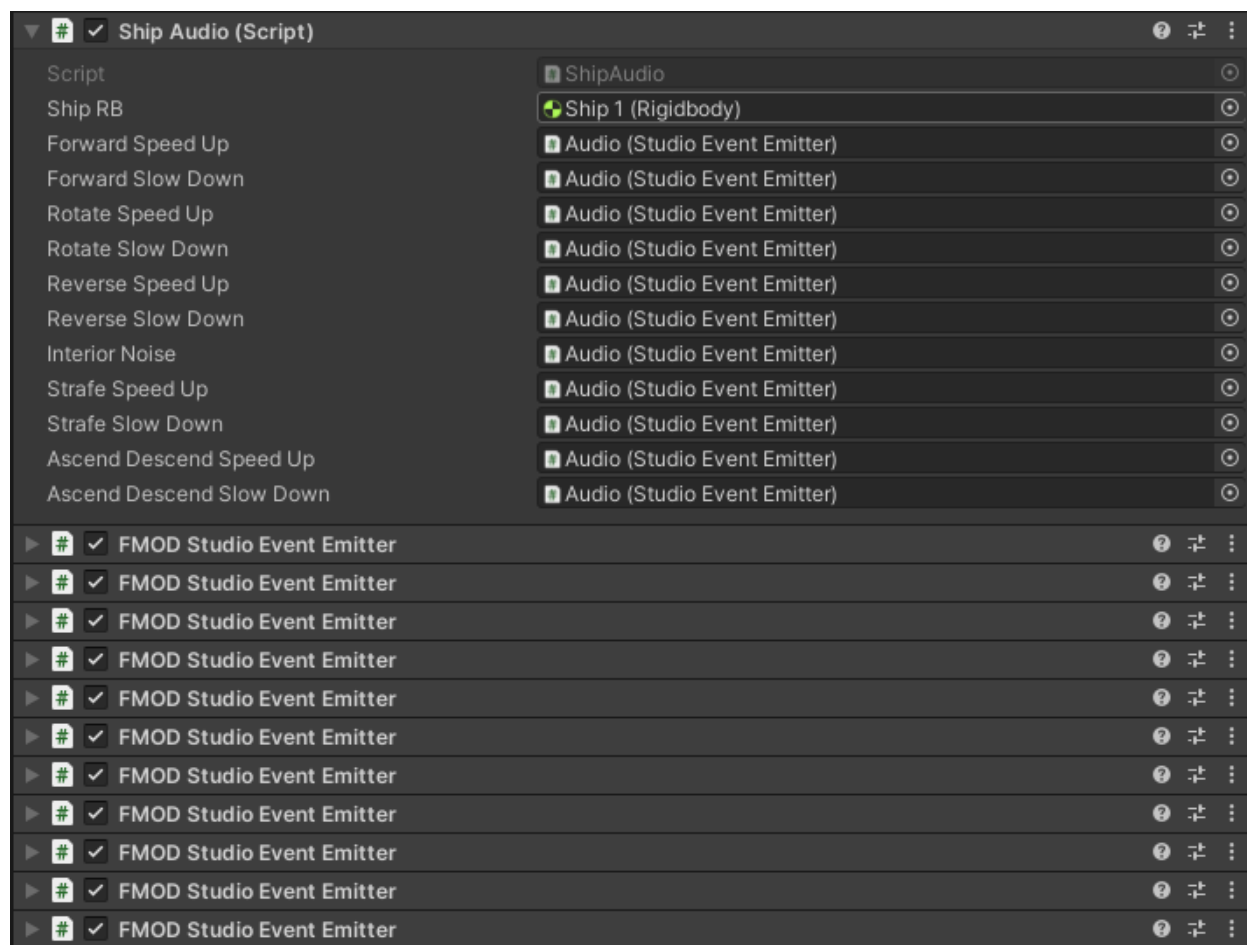 Ship Audio (Script)
Script ShipAudio
Ship RB Ship 1 (Rigidbody)
Forward Speed Up Audio (Studio Event Emitter)
Forward Slow Down Audio (Studio Event Emitter)
Rotate Speed Up Audio (Studio Event Emitter)
Rotate Slow Down Audio (Studio Event Emitter)
Reverse Speed Up Audio (Studio Event Emitter)
Reverse Slow Down Audio (Studio Event Emitter)
Interior Noise Audio (Studio Event Emitter)
Strafe Speed Up Audio (Studio Event Emitter)
Strafe Slow Down Audio (Studio Event Emitter)
Ascend Descend Speed Up Audio (Studio Event Emitter)
Ascend Descend Slow Down Audio (Studio Event Emitter)
FMOD Studio Event Emitter
FMOD Studio Event Emitter
FMOD Studio Event Emitter
FMOD Studio Event Emitter
FMOD Studio Event Emitter
FMOD Studio Event Emitter
FMOD Studio Event Emitter
FMOD Studio Event Emitter
FMOD Studio Event Emitter
FMOD Studio Event Emitter
FMOD Studio Event Emitter